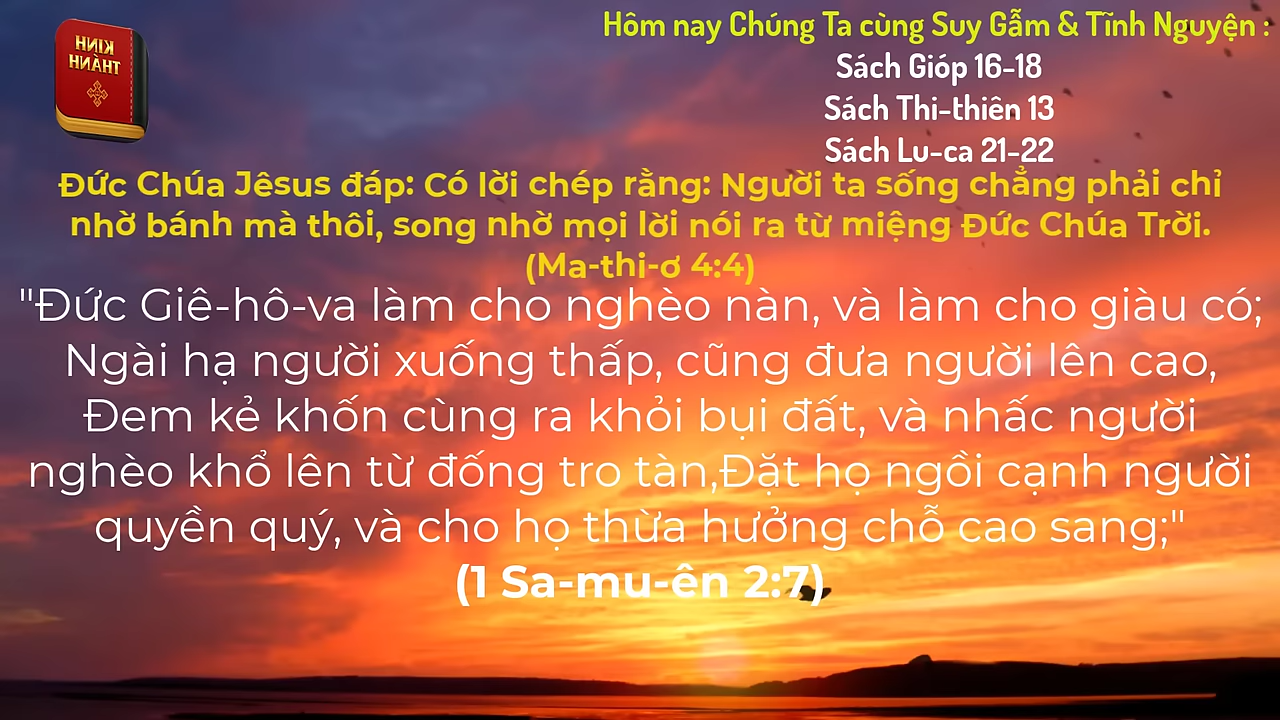 KINH
THÁNH
Hôm nay Chúng Ta cùng Suy Gẫm & Tĩnh Nguyện :
Sách Gióp 16-18
Sách Thi-thiên 13
Sách Lu-ca 21-22
Đức Chúa Jêsus đáp: Có lời chép rằng: Người ta sống chẳng phải chỉ
nhờ bánh mà thôi, song nhờ mọi lời nói ra từ miệng Đức Chúa Trời.
(Ma-thi-ơ 4:4)
"Đức Giê-hô-va làm cho nghèo nàn, và làm cho giàu có;
Ngài hạ người xuống thấp, cũng đưa người lên cao,
Đem kẻ khốn cùng ra khỏi bụi đất, và nhấc người
nghèo khổ lên từ đống tro tàn,Đặt họ ngồi cạnh người
quyền quý, và cho họ thừa hưởng chỗ cao sang;"
(1 Sa-mu-ên 2:7)